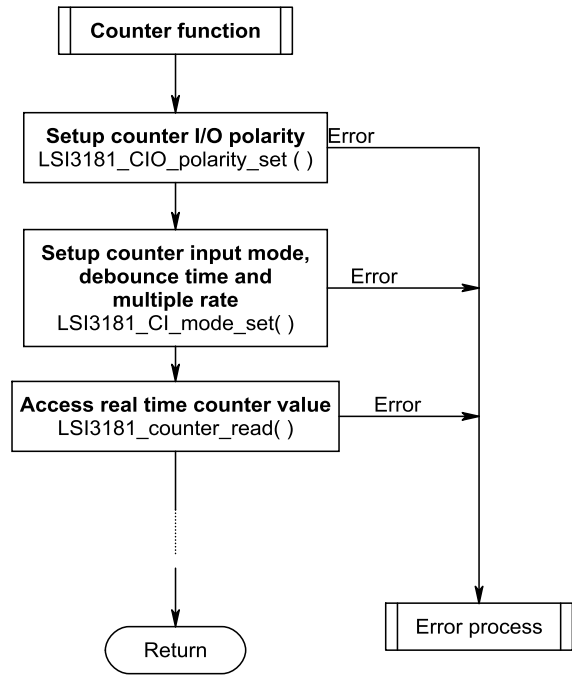 Counter function
Setup counter I/O polarity
LSI3181_CIO_polarity_set ( )
Error
Setup counter input mode,
debounce time and
multiple rate
LSI3181_CI_mode_set( )
Error
Access real time counter value
LSI3181_counter_read( )
Error
Return
Error process